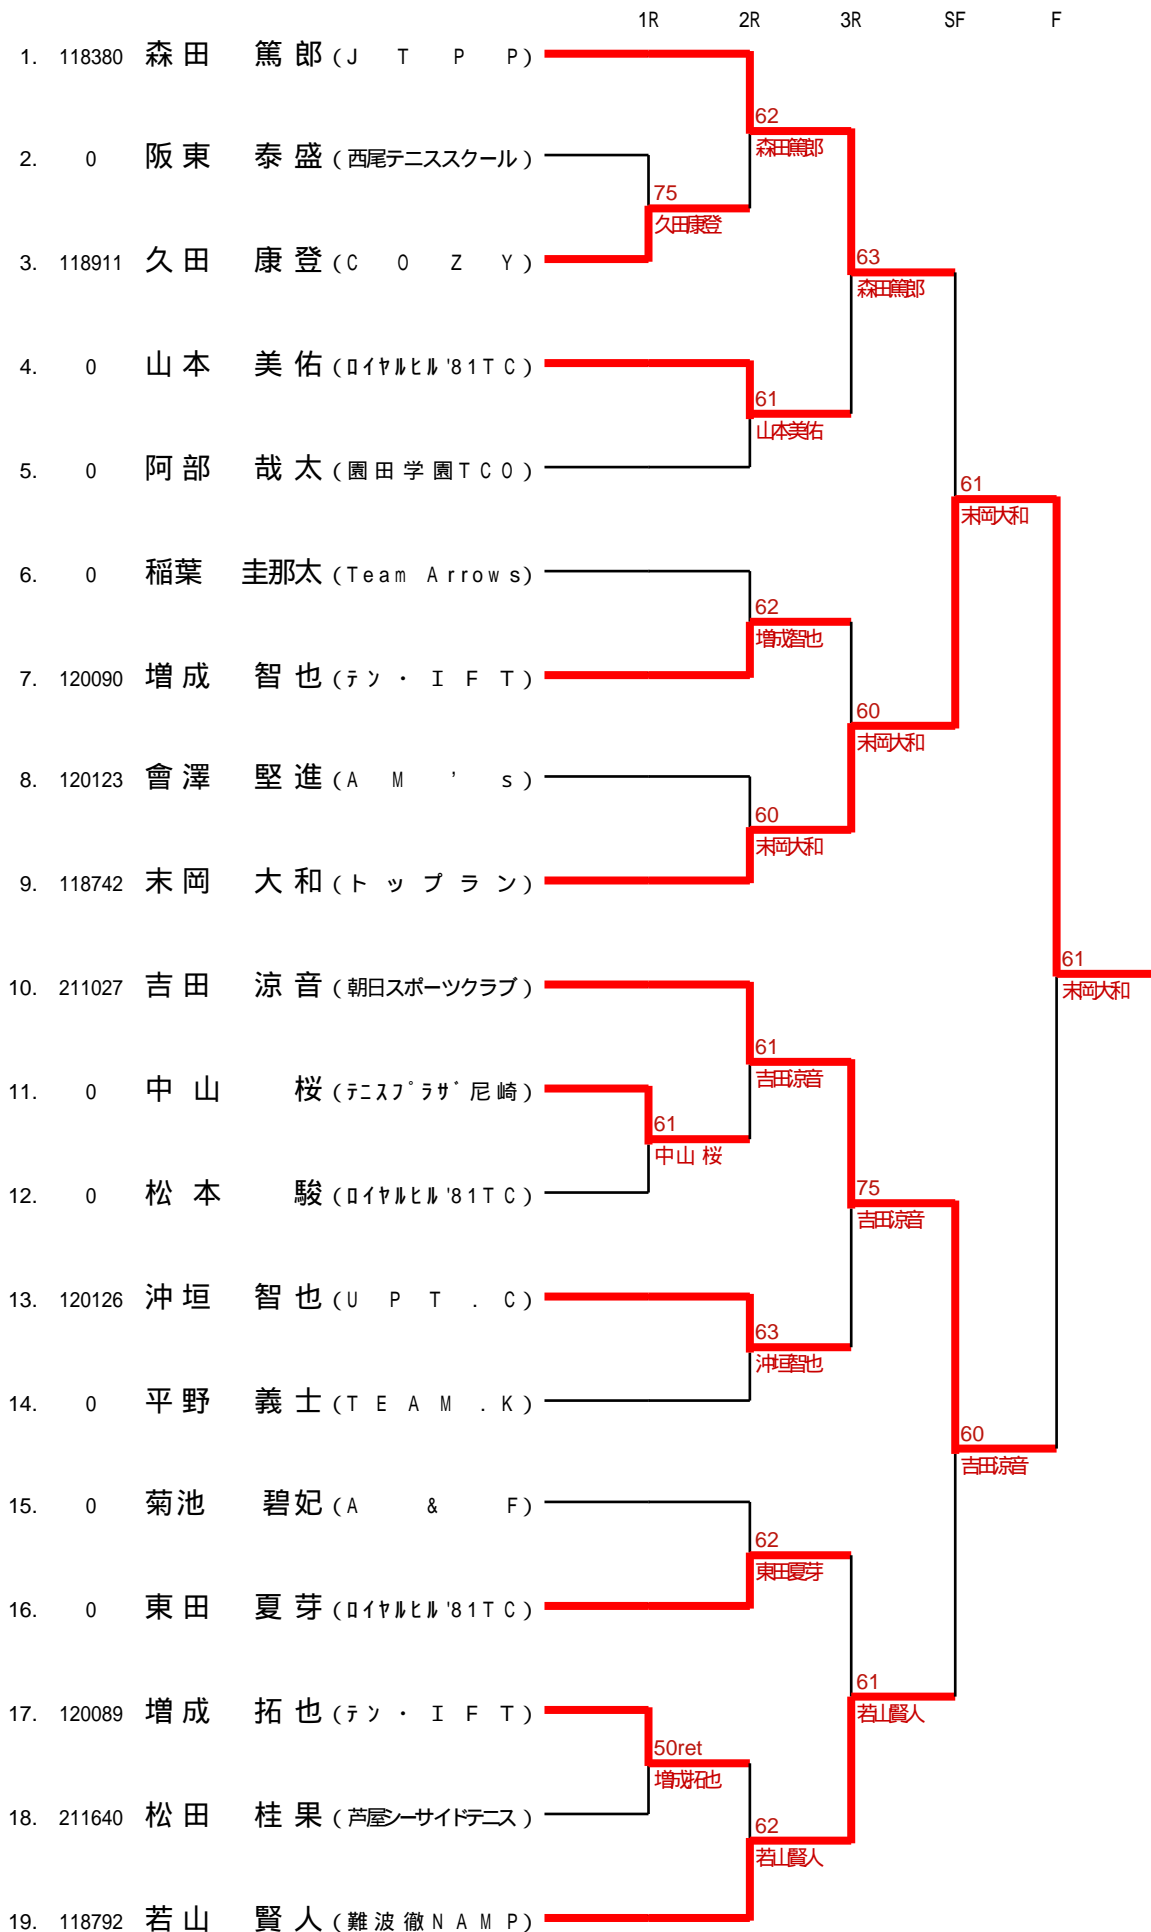 1R 2R 3R SF F
1. 118380 森田 篤郎 (JTPP)
62
森田篤郎
2. 0 阪東 泰盛 (西尾テニススクール)
75
久田康登
3. 118911 久田 康登 (COZY)
63
森田篤郎
4. 0 山本 美佑 (ﾛｲﾔﾙﾋﾙ'81TC)
61
山本美佑
5. 0 阿部 哉太 (園田学園TCO)
61
末岡大和
6. 0 稲葉 圭那太 (Team Arrows)
62
増成智也
7. 120090 増成 智也 (ﾃﾝ・IFT)
60
末岡大和
8. 120123 會澤 堅進 (AM's)
60
末岡大和
9. 118742 末岡 大和 (トップラン)
61
末岡大和
10. 211027 吉田 涼音 (朝日スポーツクラブ)
61
吉田涼音
11. 0 中山 桜 (ﾃﾆｽﾌﾟﾗｻﾞ尼崎)
61
中山 桜
12. 0 松本 駿 (ﾛｲﾔﾙﾋﾙ'81TC)
75
吉田涼音
13. 120126 沖垣 智也 (UPT.C)
63
沖垣智也
14. 0 平野 義士 (TEAM.K)
60
吉田涼音
15. 0 菊池 碧妃 (A&F)
62
東田夏芽
16. 0 東田 夏芽 (ﾛｲﾔﾙﾋﾙ'81TC)
61
若山賢人
17. 120089 増成 拓也 (ﾃﾝ・IFT)
50ret
増成拓也
18. 211640 松田 桂果 (芦屋シーサイドテニス)
62
若山賢人
19. 118792 若山 賢人 (難波徹NAMP)